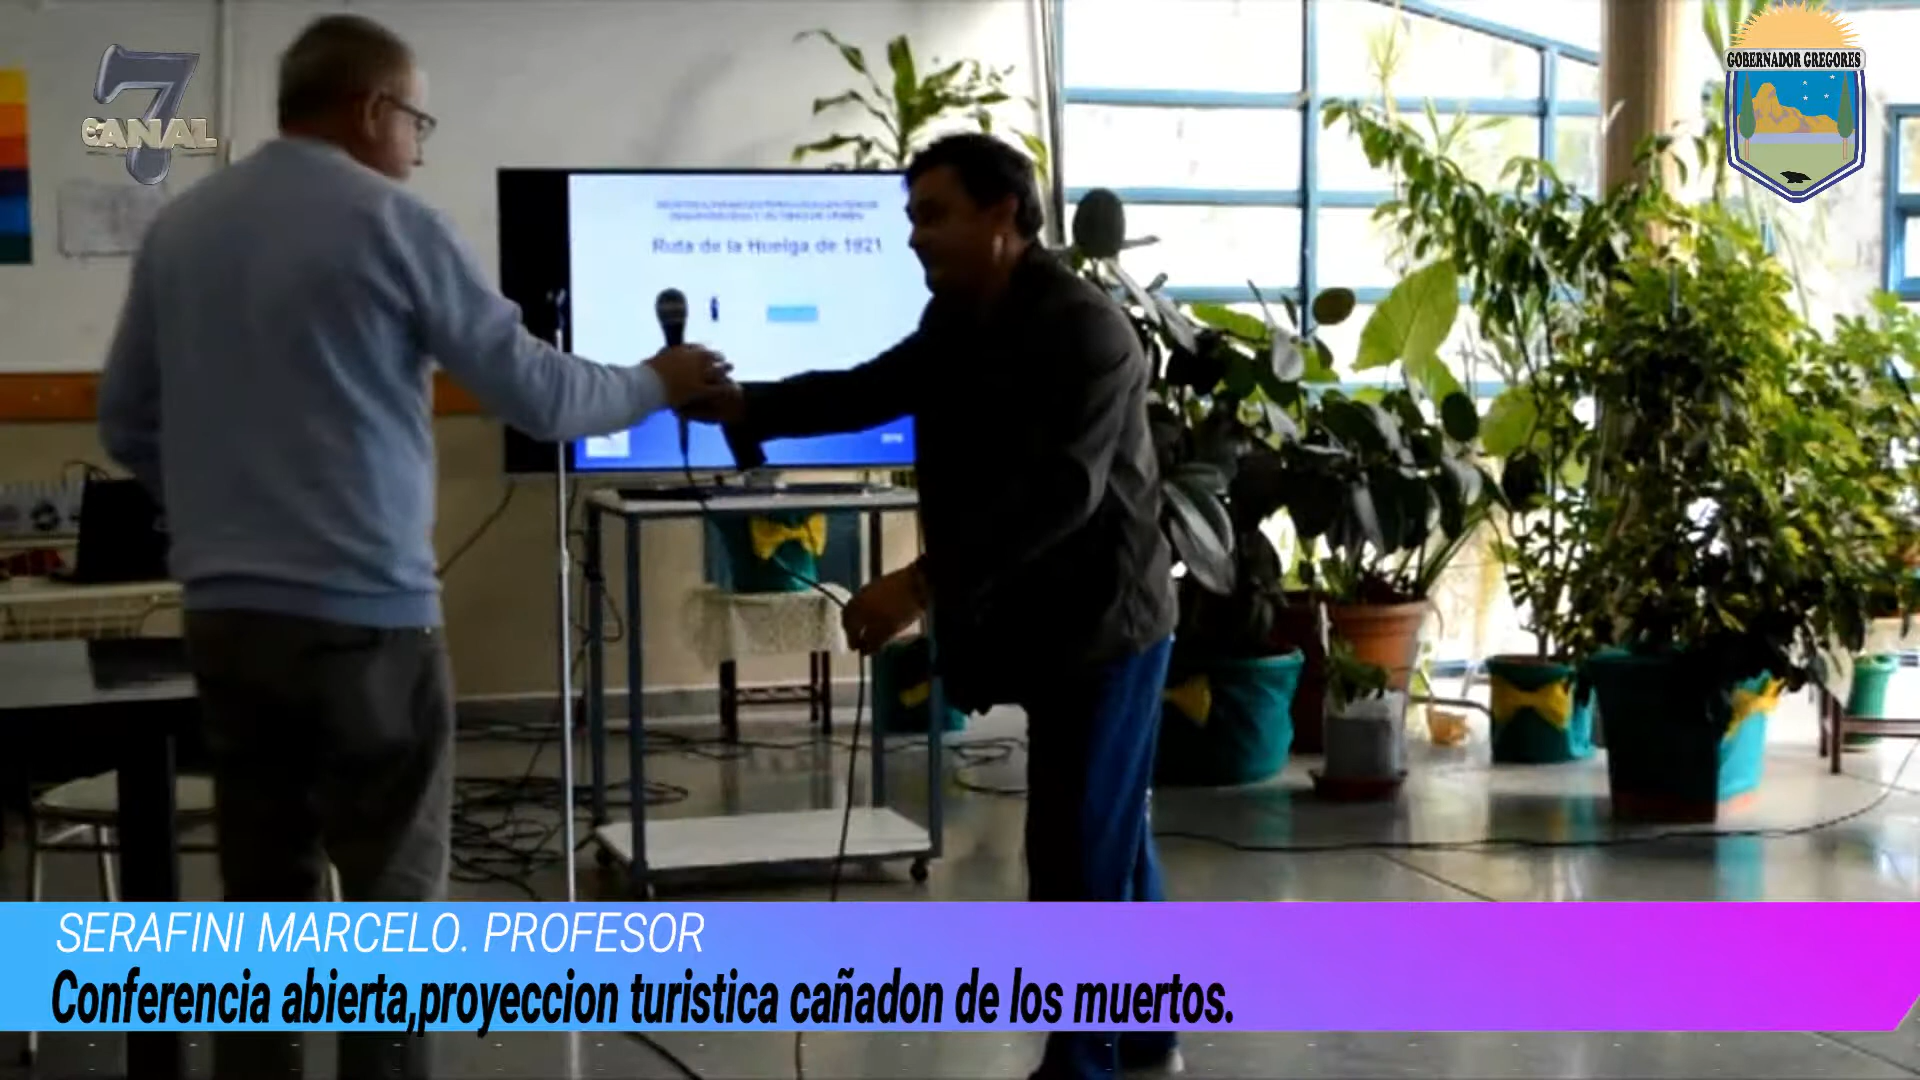 7
CANAL
GOBERNADOR GREGORES
Ruta de la Huelga de 1921
SERAFINI MARCELO. PROFESOR
Conferencia abierta,proyeccion turistica cañadon de los muertos.